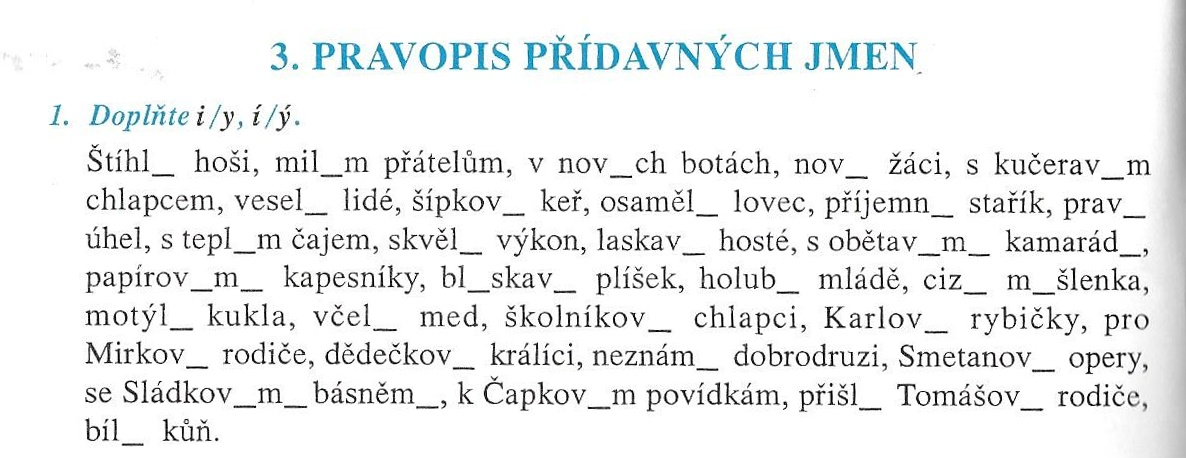 3. PRAVOPIS PŘÍDAVNÝCH JMEN
1. Doplňte i/y, í/ý.
Štíhl_ hoši, mil_m přátelům, v nov_ch botách, nov_ žáci, s kučerav_m
chlapcem, vesel_ lidé, šípkov_ keř, osaměl_ lovec, příjemn_ stařík, prav_
úhel, s tepl_m čajem, skvěl_ výkon, laskav_ hosté, s obětav_m_ kamarád_,
papírov_m_ kapesníky, bl_skav_ plíšek, holub_ mládě, ciz_ m_šlenka,
motýl_ kukla, včel_ med, školníkov_ chlapci, Karlov_ rybičky, pro
Mirkov_ rodiče, dědečkov_ králíci, neznám_ dobrodruzi, Smetanov_ opery,
se Sládkov_m_ básněm_, k Čapkov_m povídkám, přišl_ Tomášov_ rodiče,
bíl_ kůň.